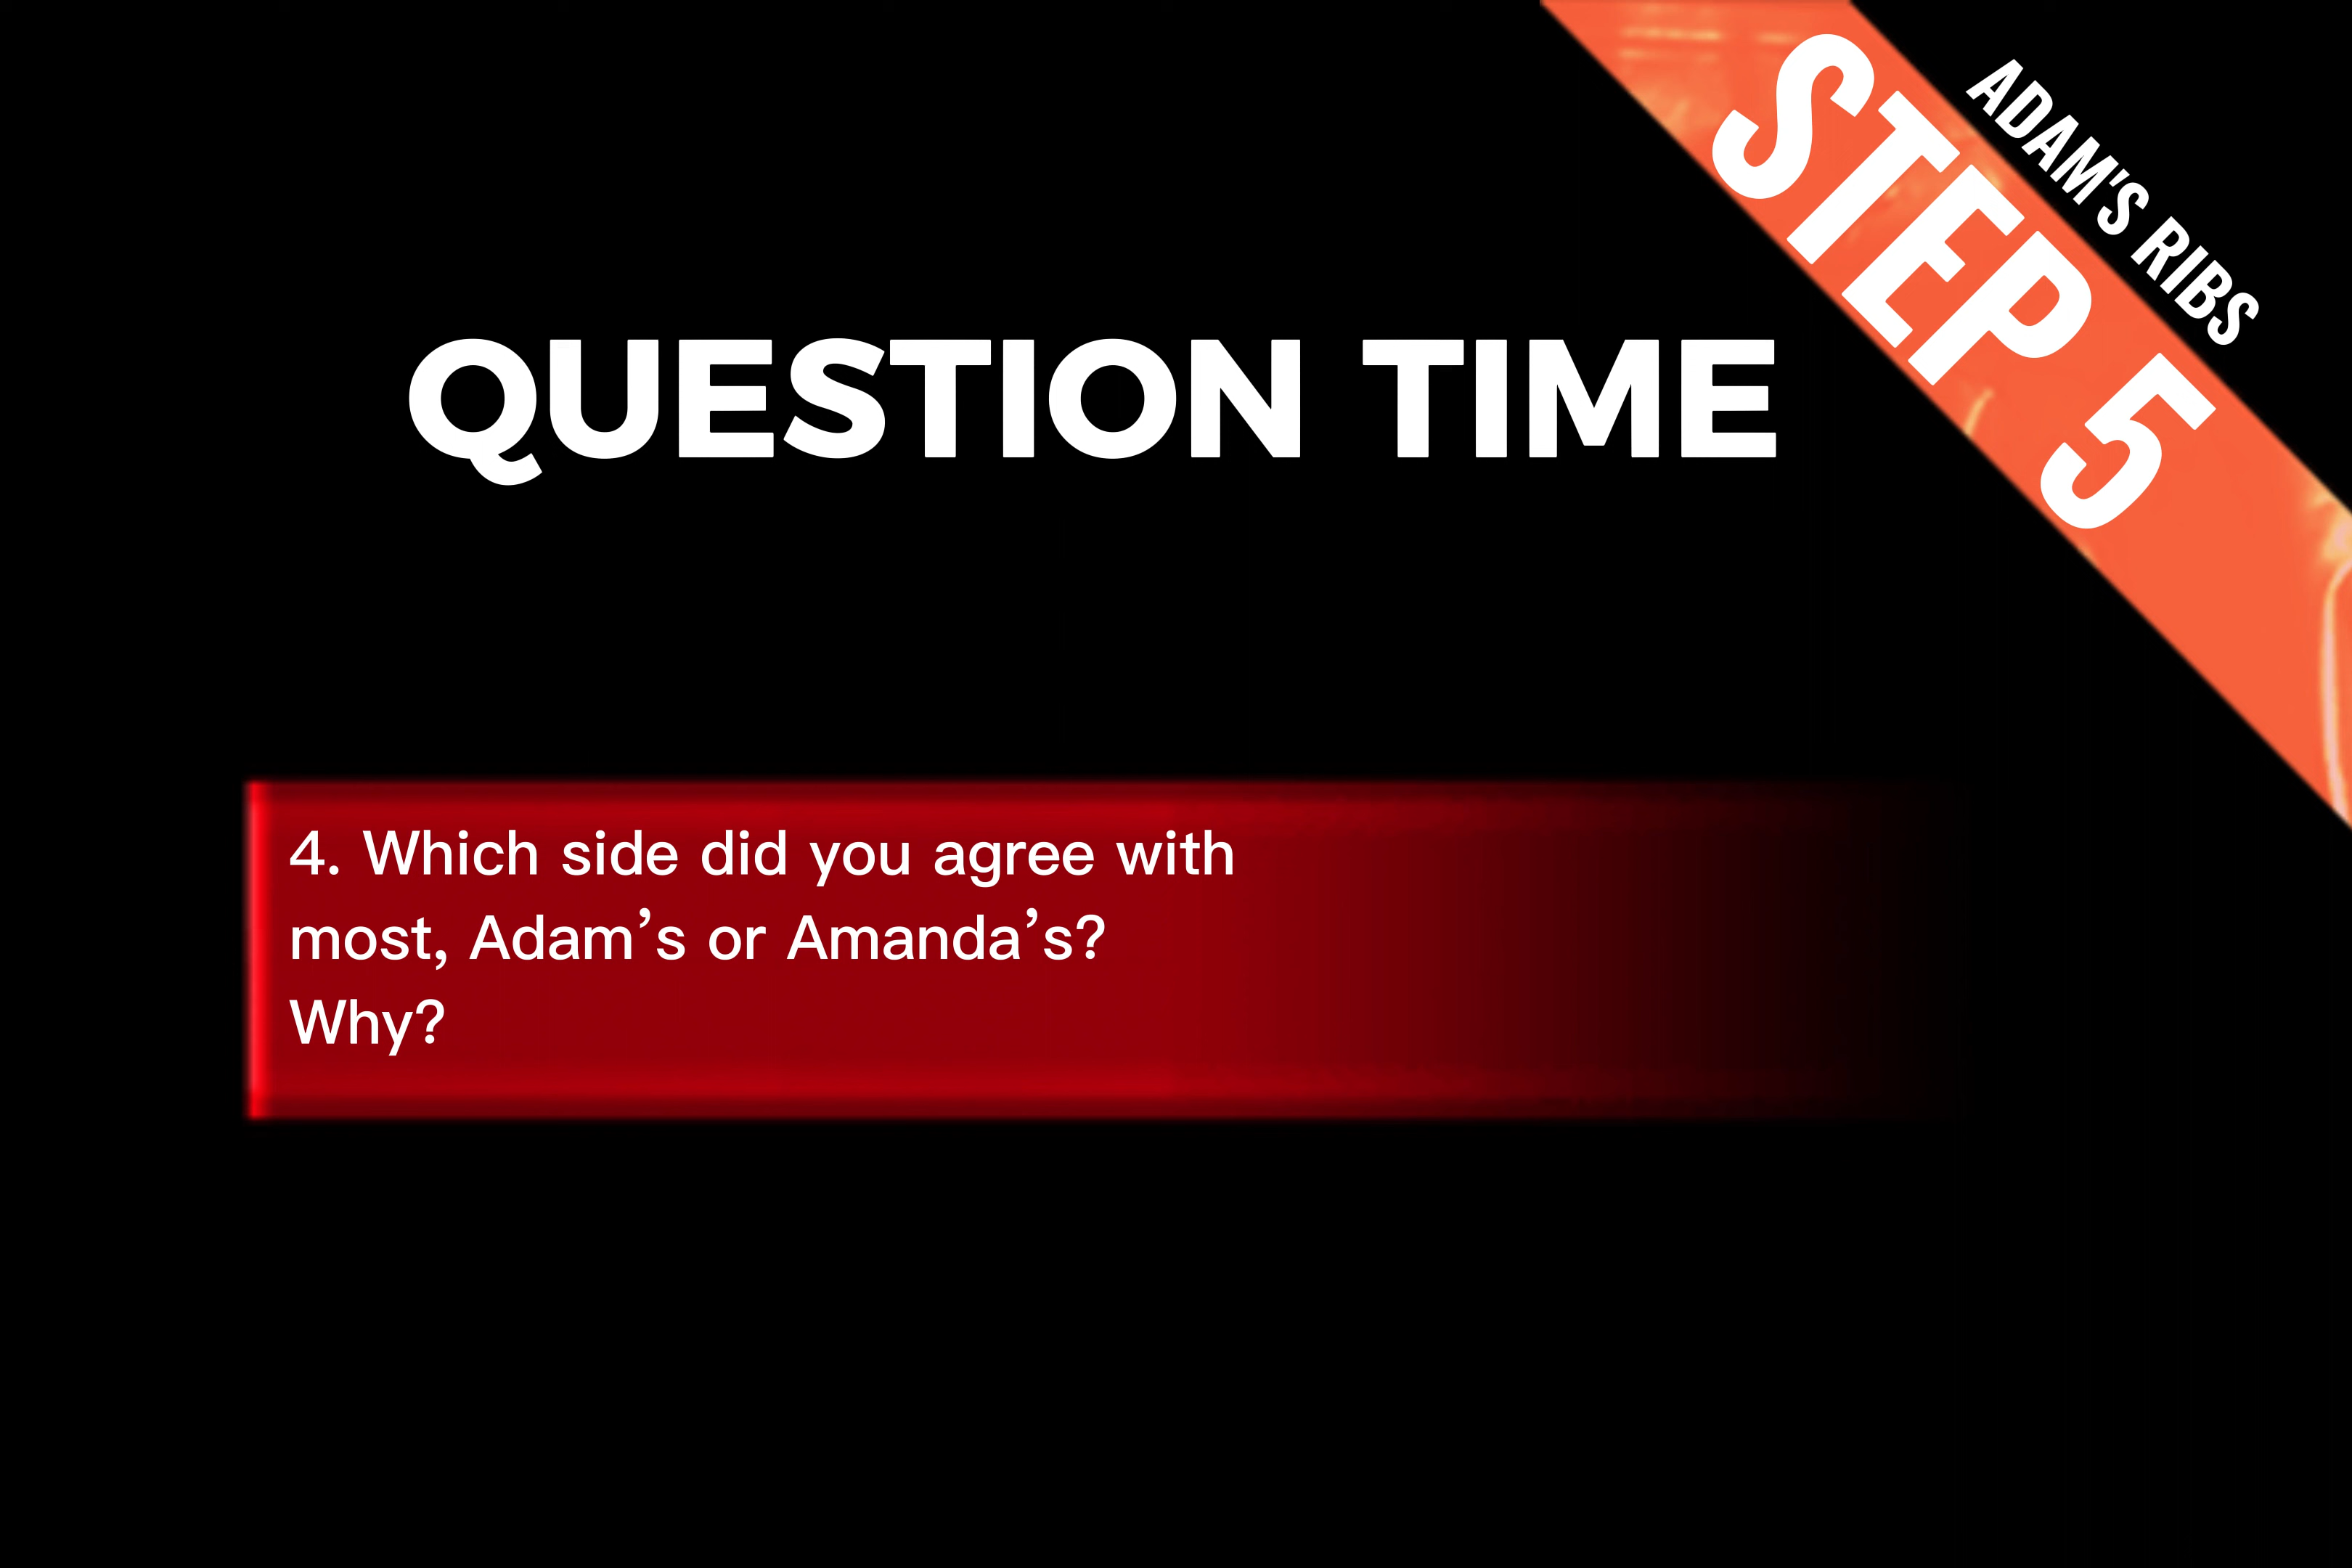 ADAM'S RIBS
STEP 5
QUESTION TIME
4. Which side did you agree with
most, Adam’s or Amanda’s?
Why?